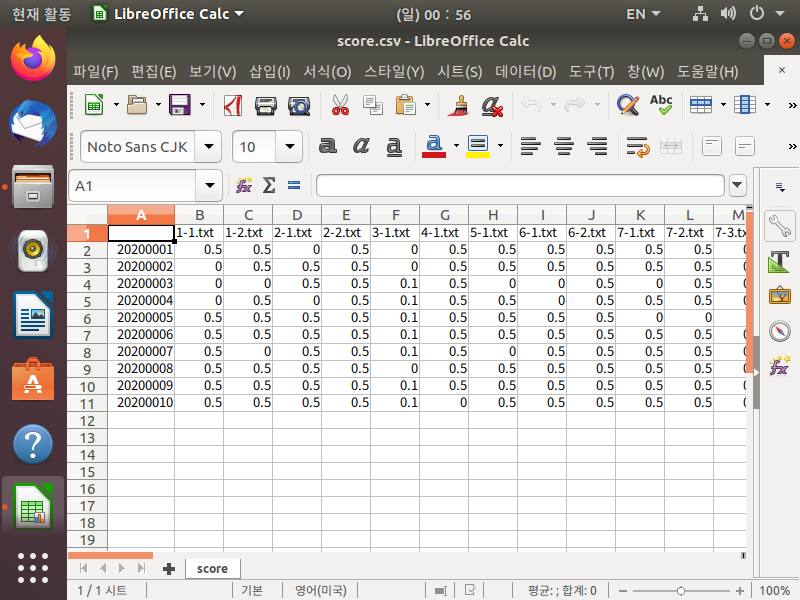 현재 활동 LibreOffice Calc (일) 00 : 56 EN
score.csv - LibreOffice Calc
파일(F) 편집(E) 보기(V) 삽입(I) 서식(O) 스타일(Y) 시트(S) 데이터(D) 도구(T) 창(W) 도움말(H)
Abc
Noto Sans CJK 10 a a a a
A1 fx Σ =
A B C D E F G H I J K L M
1 1-1.txt 1-2.txt 2-1.txt 2-2.txt 3-1.txt 4-1.txt 5-1.txt 6-1.txt 6-2.txt 7-1.txt 7-2.txt 7-3.tx
2 20200001 0.5 0.5 0 0.5 0 0.5 0.5 0.5 0.5 0.5 0.5
3 20200002 0 0.5 0.5 0.5 0 0.5 0.5 0.5 0.5 0.5 0.5
4 20200003 0 0 0.5 0.5 0.1 0.5 0 0 0.5 0 0.5
5 20200004 0 0.5 0 0.5 0.1 0.5 0.5 0 0.5 0.5 0.5
6 20200005 0.5 0.5 0.5 0.5 0.1 0.5 0.5 0.5 0.5 0 0
7 20200006 0.5 0.5 0.5 0.5 0.1 0.5 0.5 0.5 0.5 0.5 0.5
8 20200007 0.5 0 0.5 0.5 0.1 0.5 0 0.5 0.5 0.5 0.5
9 20200008 0.5 0.5 0.5 0.5 0 0.5 0.5 0.5 0.5 0.5 0.5
10 20200009 0.5 0.5 0.5 0.5 0.1 0.5 0.5 0.5 0.5 0.5 0.5
11 20200010 0.5 0.5 0.5 0.5 0.1 0 0.5 0.5 0.5 0.5 0.5
12
13
14
15
16
17
18
19
score
1 / 1 시트 기본 영어(미국) 평균: ; 합계: 0 100%